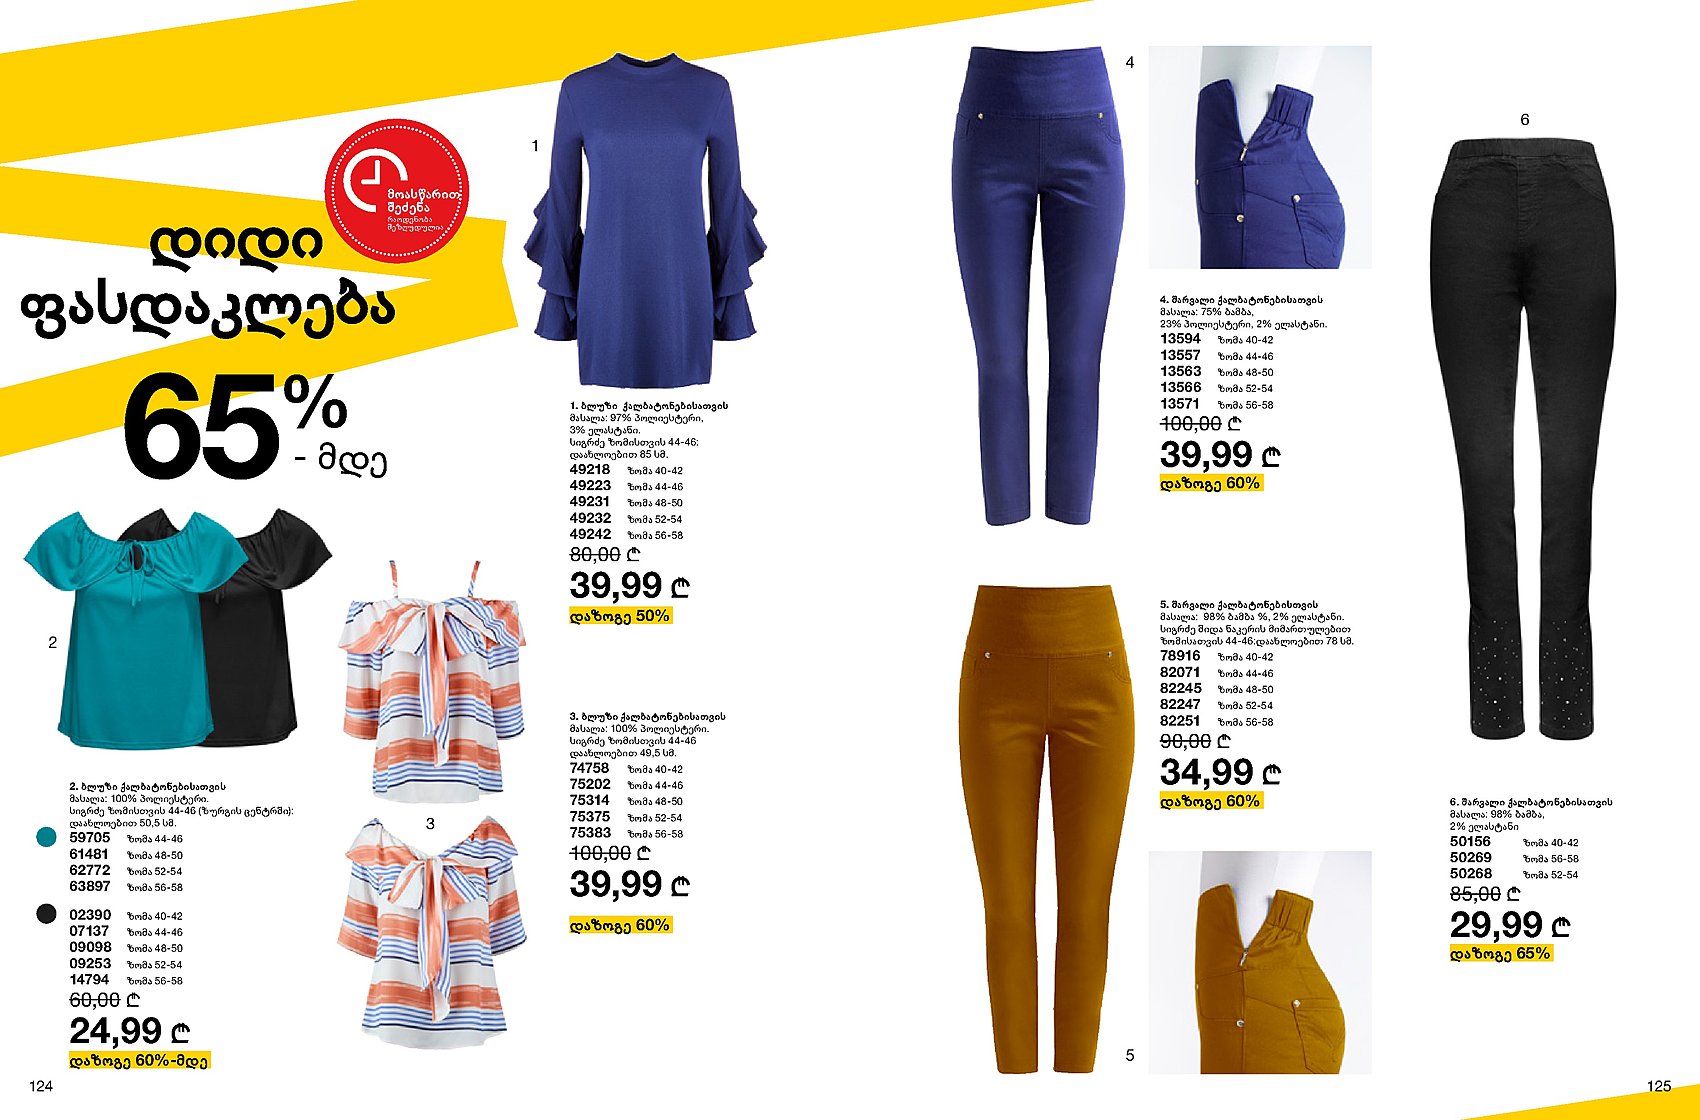 მოასწარით
შეძენა
რაოდენობა
შეზღუდულია
დიდი
ფასდაკლება
65%
- მდე
1
1. ბლუზი ქალბატონებისათვის
მასალა: 97% პოლიესტერი,
3% ელასტანი.
სიგრძე ზომისთვის 44-46:
დაახლოებით 85 სმ.
49218 ზომა 40-42
49223 ზომა 44-46
49231 ზომა 48-50
49232 ზომა 52-54
49242 ზომა 56-58
80,00 ₾
39,99 ₾
დაზოგე 50%
2
2. ბლუზი ქალბატონებისათვის
მასალა: 100% პოლიესტერი.
სიგრძე ზომისთვის 44-46 (ზურგის ცენტრში):
დაახლოებით 50,5 სმ.
59705 ზომა 44-46
61481 ზომა 48-50
62772 ზომა 52-54
63897 ზომა 56-58
02390 ზომა 40-42
07137 ზომა 44-46
09098 ზომა 48-50
09253 ზომა 52-54
14794 ზომა 56-58
60,00 ₾
24,99 ₾
დაზოგე 60%-მდე
3
3. ბლუზი ქალბატონებისათვის
მასალა: 100% პოლიესტერი.
სიგრძე ზომისთვის 44-46
დაახლოებით 49,5 სმ.
74758 ზომა 40-42
75202 ზომა 44-46
75314 ზომა 48-50
75375 ზომა 52-54
75383 ზომა 56-58
100,00 ₾
39,99 ₾
დაზოგე 60%
124
4
4. შარვალი ქალბატონებისათვის
მასალა: 75% ბამბა,
23% პოლიესტერი, 2% ელასტანი.
13594 ზომა 40-42
13557 ზომა 44-46
13563 ზომა 48-50
13566 ზომა 52-54
13571 ზომა 56-58
100,00 ₾
39,99 ₾
დაზოგე 60%
5. შარვალი ქალბატონებისთვის
მასალა: 98% ბამბა %, 2% ელასტანი.
სიგრძე შიდა ნაკერის მიმართულებით
ზომისათვის 44-46:დაახლოებით 78 სმ.
78916 ზომა 40-42
82071 ზომა 44-46
82245 ზომა 48-50
82247 ზომა 52-54
82251 ზომა 56-58
90,00 ₾
34,99 ₾
დაზოგე 60%
5
6
6. შარვალი ქალბატონებისათვის
მასალა: 98% ბამბა,
2% ელასტანი
50156 ზომა 40-42
50269 ზომა 56-58
50268 ზომა 52-54
85,00 ₾
29,99 ₾
დაზოგე 65%
125